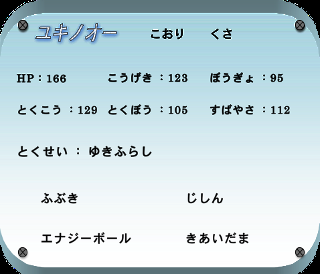 ユキノオー こおり くさ
HP：166 こうげき：123 ぼうぎょ：95
とくこう：129 とくぼう：105 すばやさ：112
とくせい：ゆきふらし
ふぶき じしん
エナジーボール きあいだま